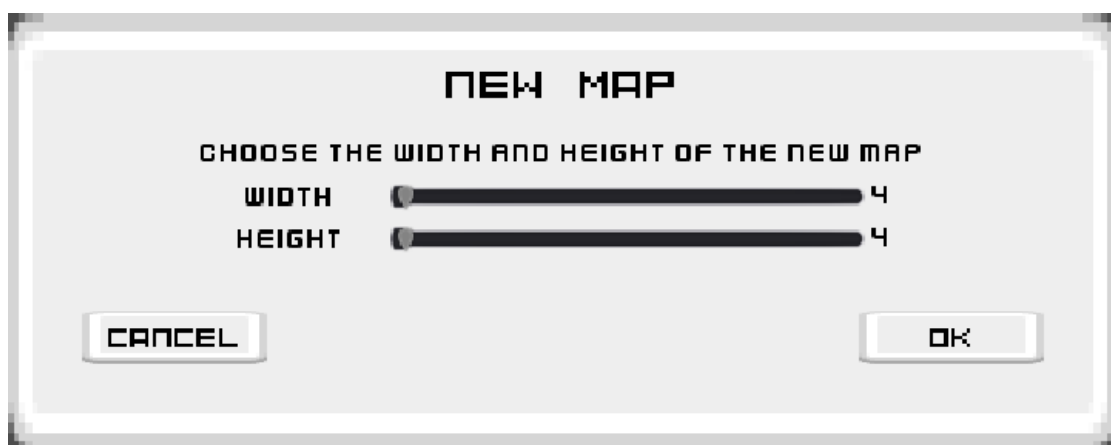 NEW MAP
CHOOSE THE WIDTH AND HEIGHT OF THE NEW MAP
WIDTH 4
HEIGHT 4
CANCEL OK